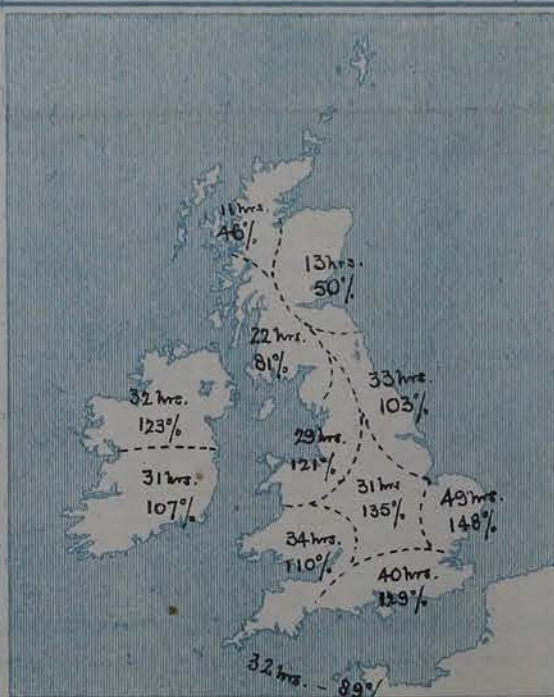 11 hrs.
46%
13 hrs.
50%
22 hrs.
81%
33 hrs.
103%
32 hrs.
123%
29 hrs.
121%
31 hrs.
107%
31 hrs
135%
49 hrs.
148%
34 hrs.
110%
40 hrs.
129%
32 hrs. - 89%